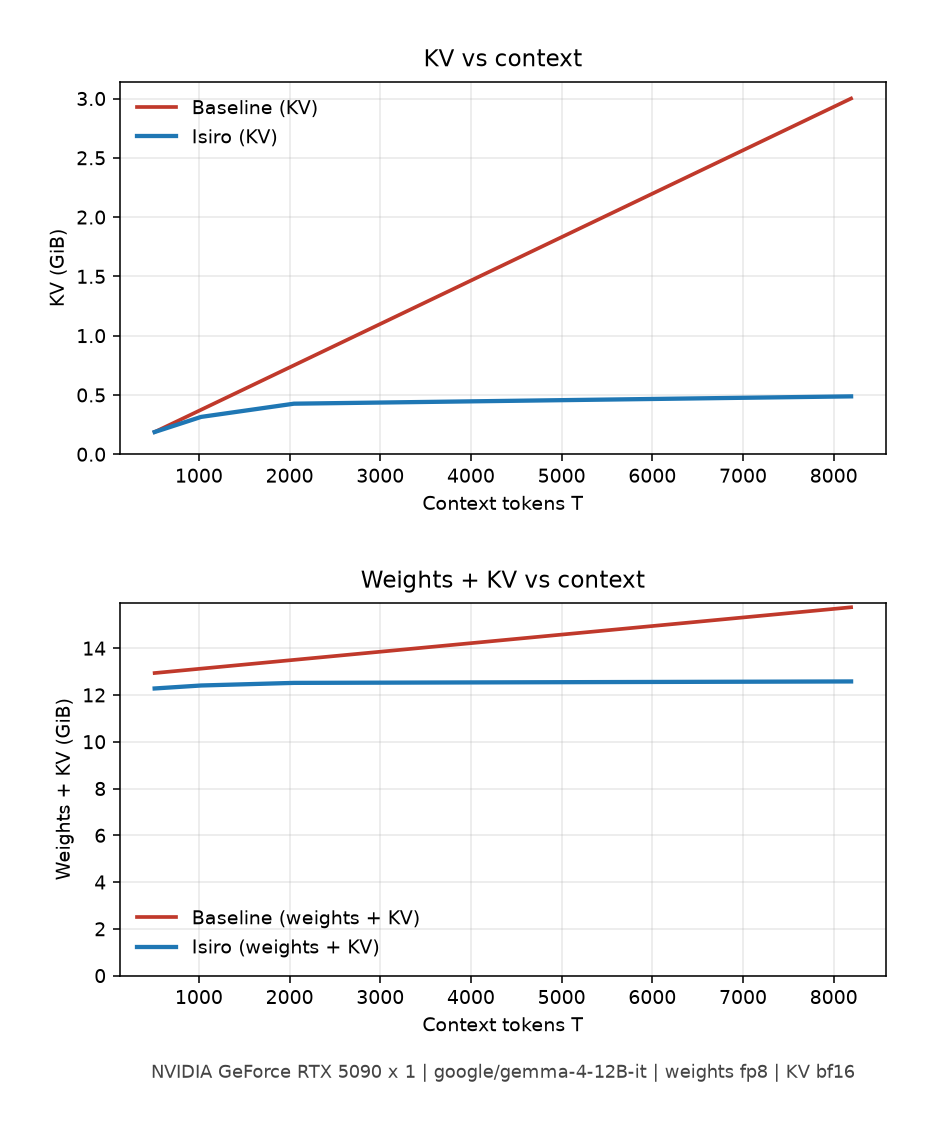 KV vs context
Baseline (KV)
Isiro (KV)
KV (GiB)
3.0
2.5
2.0
1.5
1.0
0.5
0.0
1000 2000 3000 4000 5000 6000 7000 8000
Context tokens T
Weights + KV vs context
Weights + KV (GiB)
14
12
10
8
6
4
2
0
Baseline (weights + KV)
Isiro (weights + KV)
1000 2000 3000 4000 5000 6000 7000 8000
Context tokens T
NVIDIA GeForce RTX 5090 x 1 | google/gemma-4-12B-it | weights fp8 | KV bf16